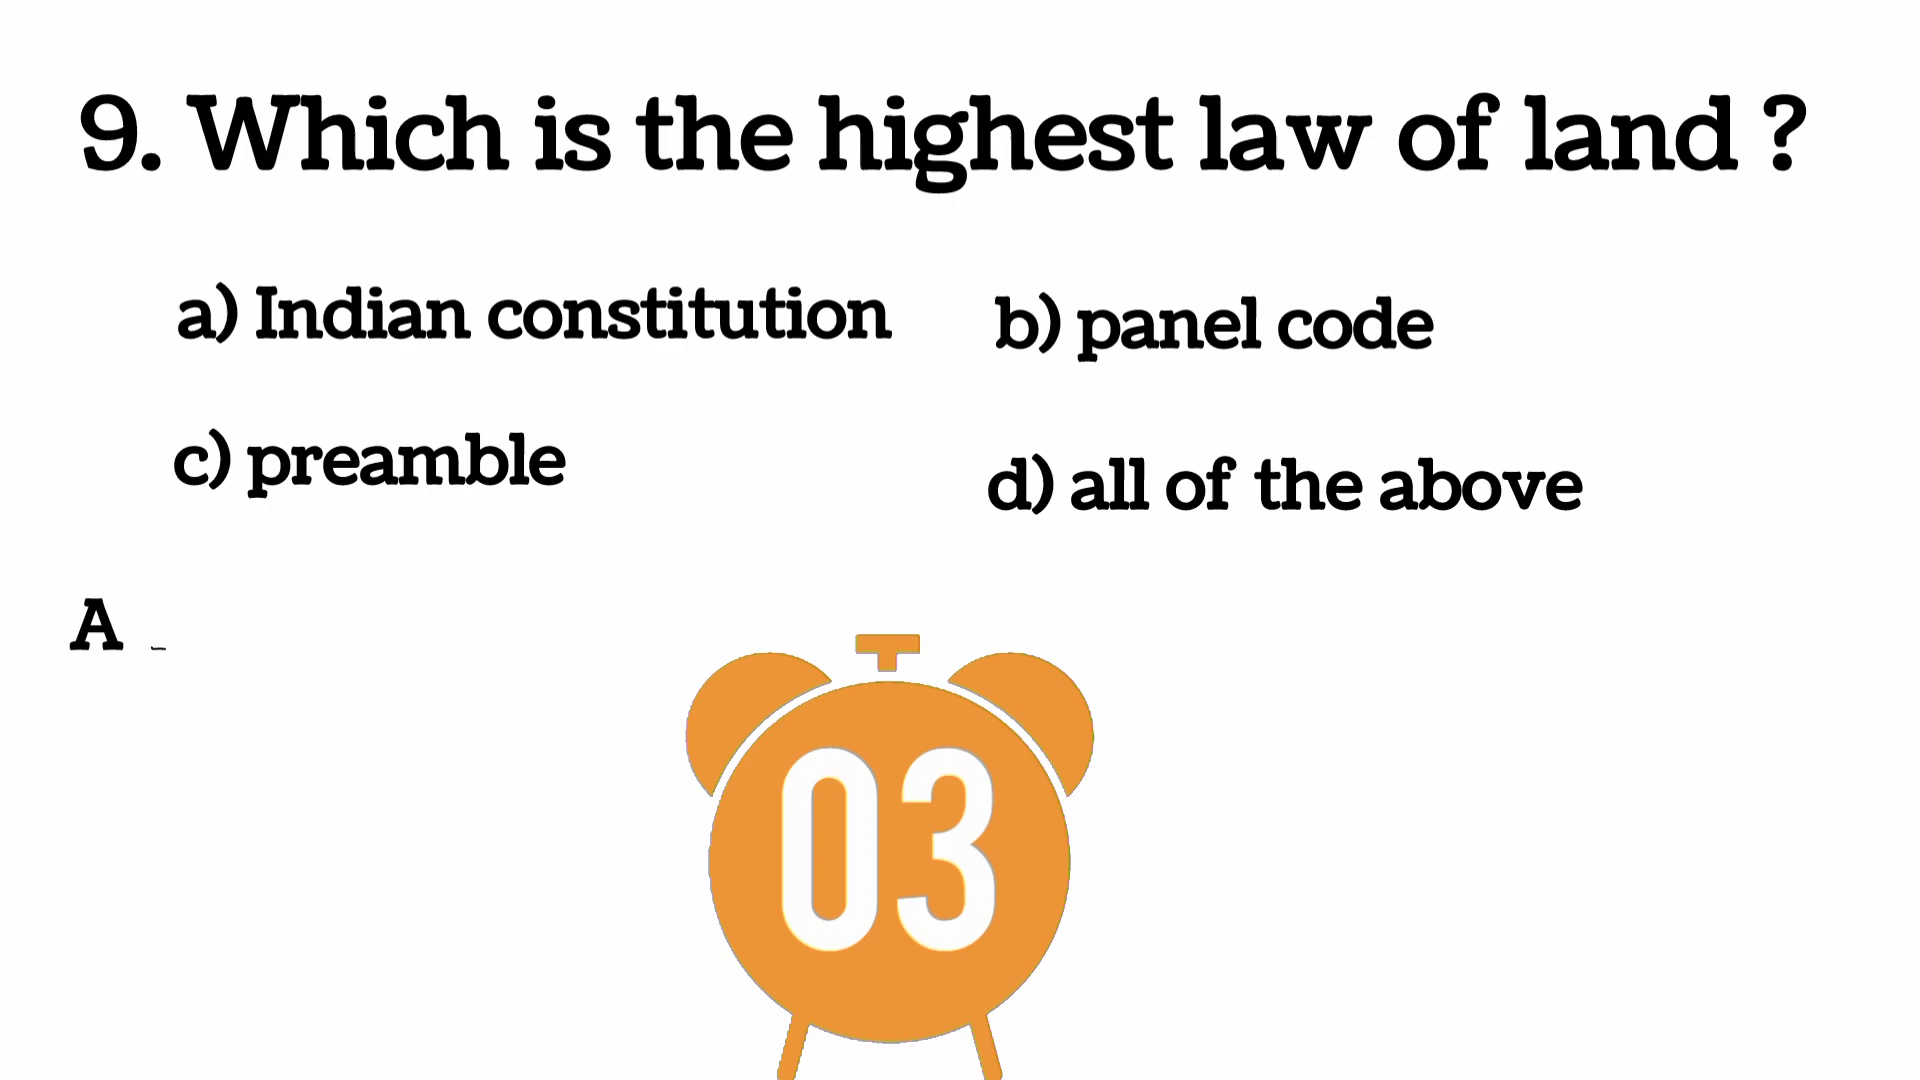 9. Which is the highest law of land ?
a) Indian constitution b) panel code
c) preamble d) all of the above
A
03